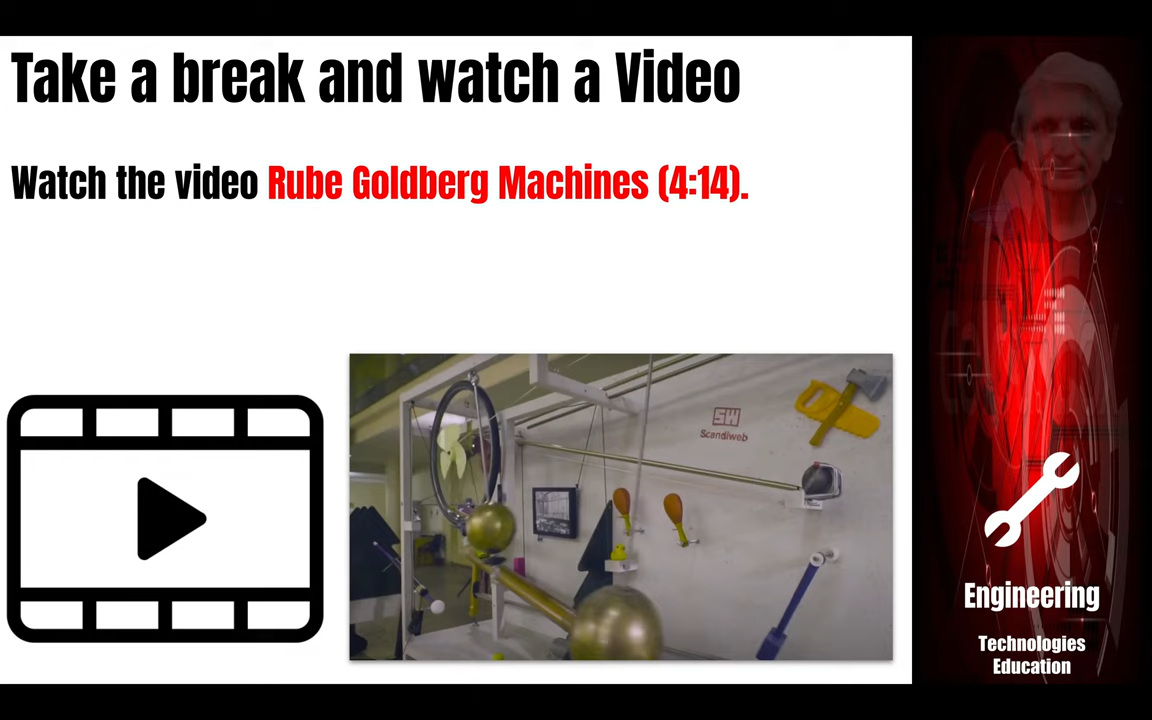 Take a break and watch a Video
Watch the video Rube Goldberg Machines (4:14).
SW
Scandiweb
Engineering
Technologies
Education